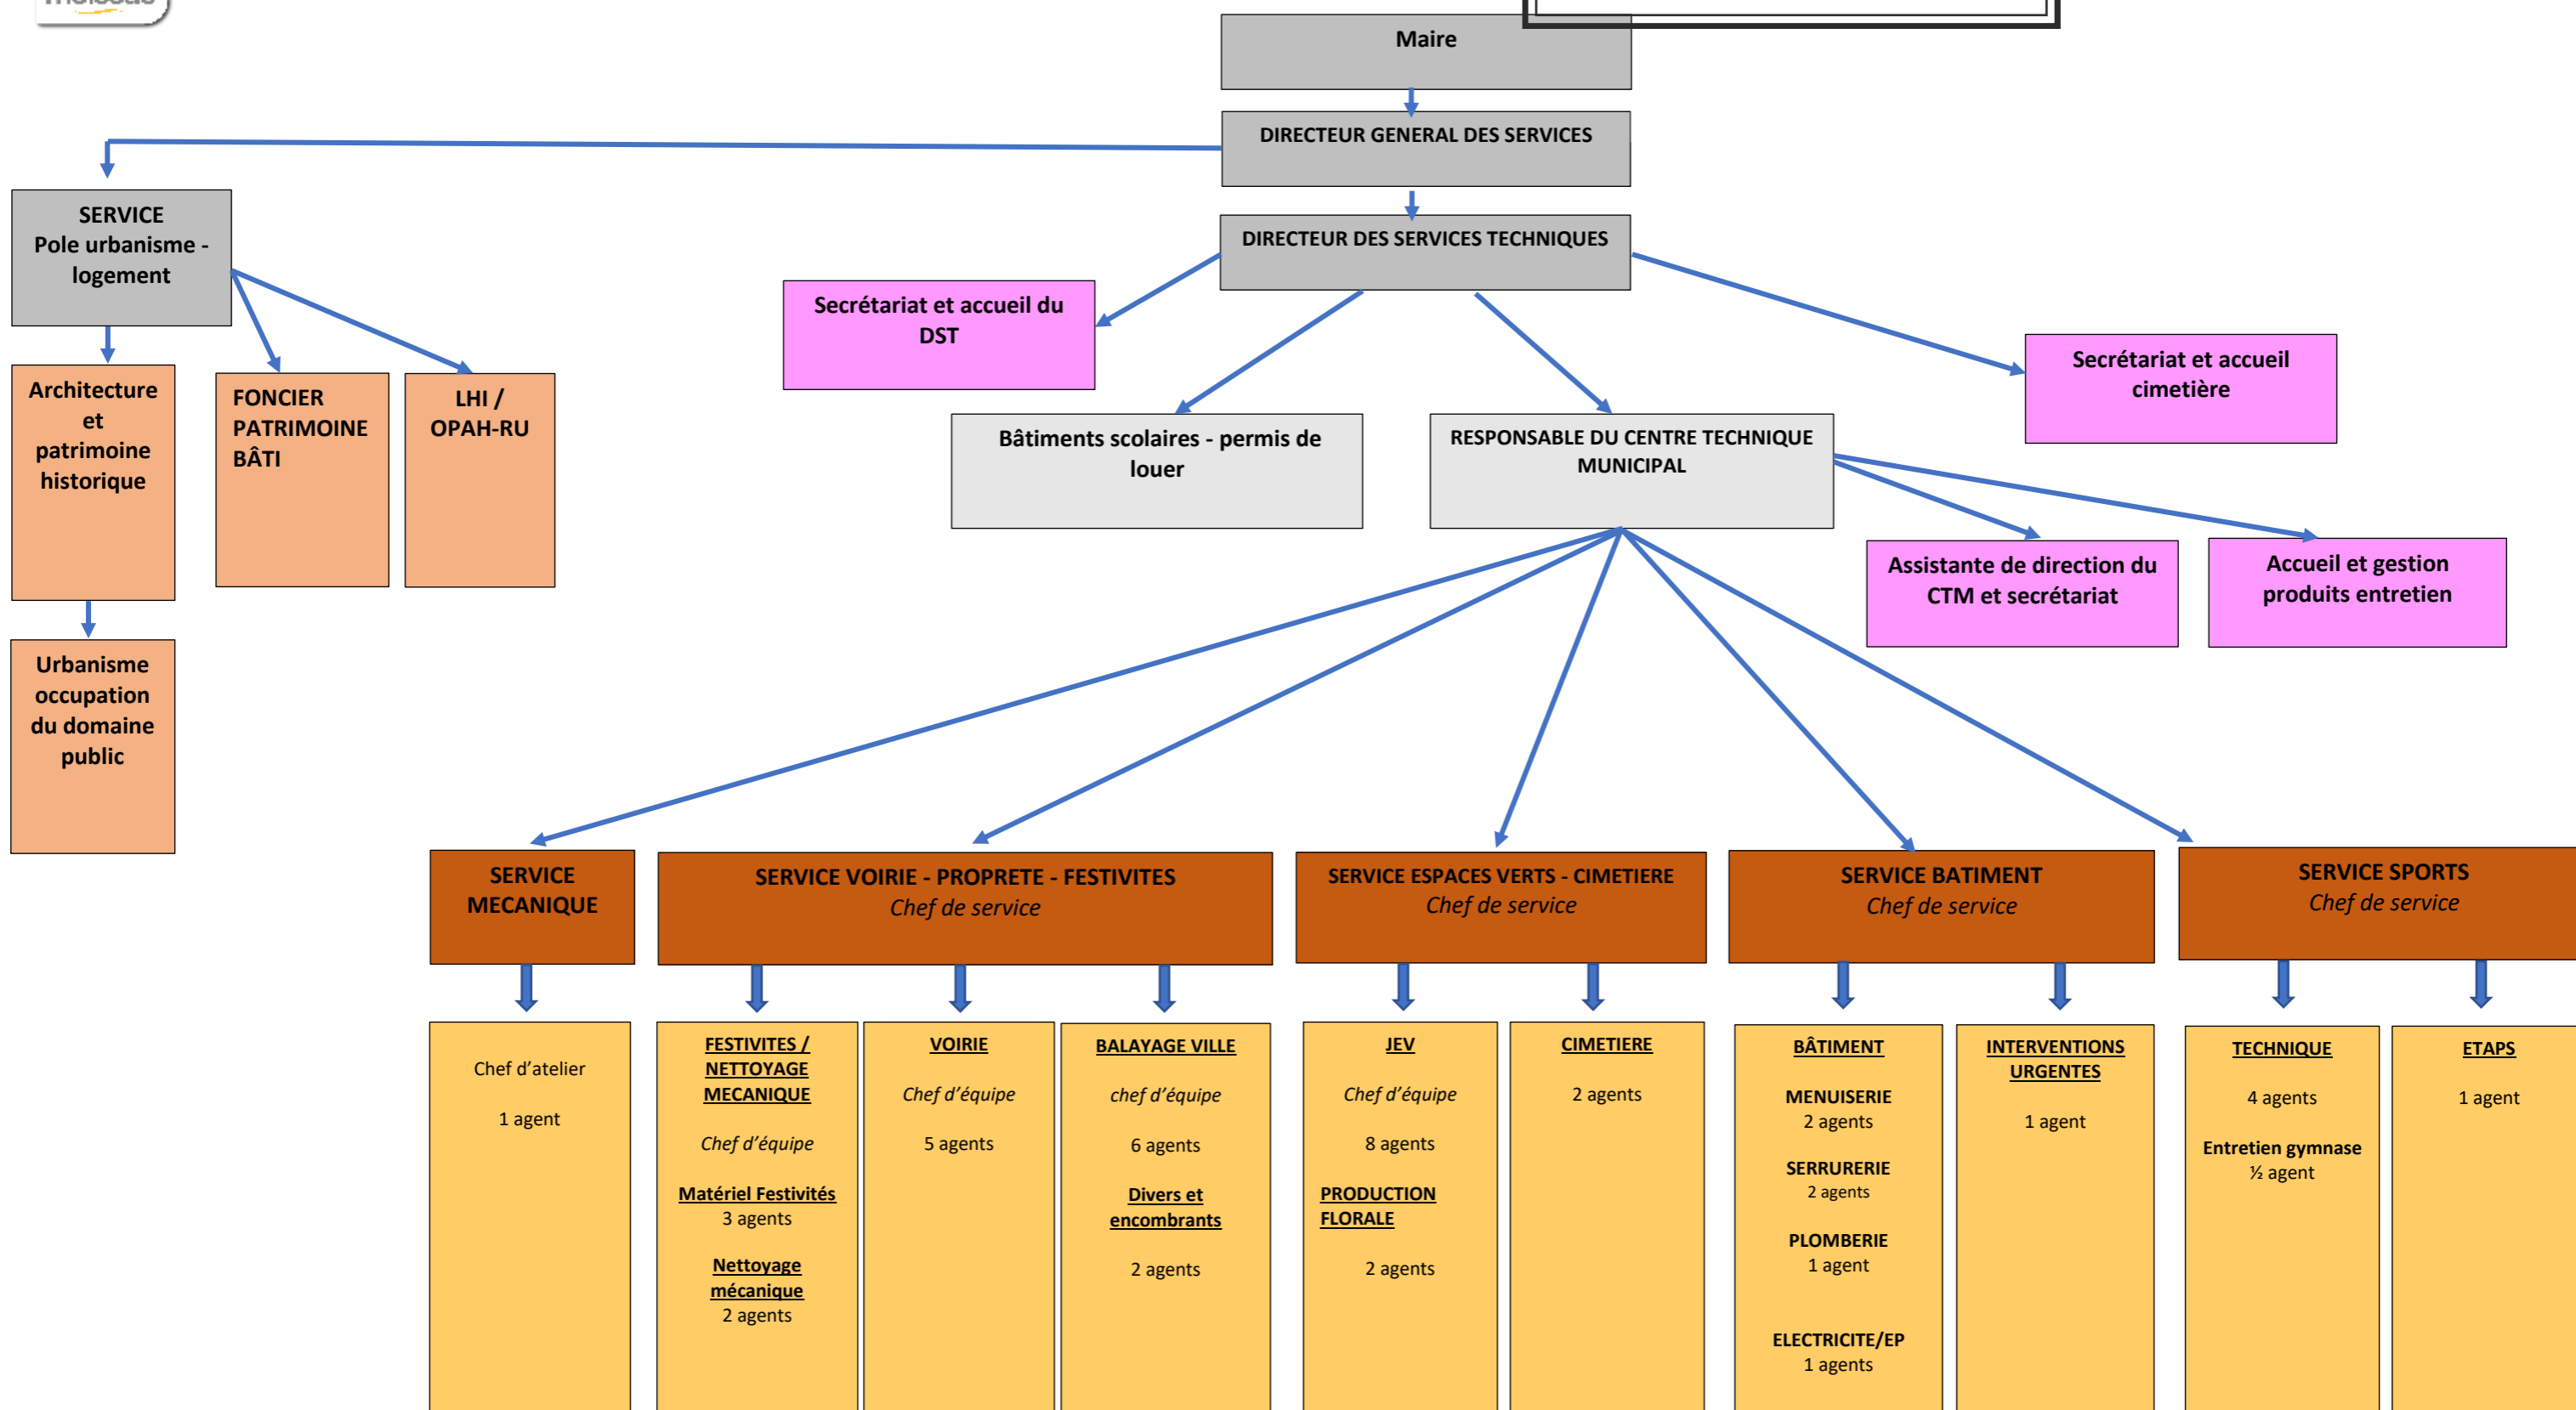 Maire
DIRECTEUR GENERAL DES SERVICES
DIRECTEUR DES SERVICES TECHNIQUES
SERVICE
Pole urbanisme -
logement
Secrétariat et accueil du
DST
Secrétariat et accueil
cimetière
Architecture
et
patrimoine
historique
FONCIER
PATRIMOINE
BÂTI
LHI /
OPAH-RU
Bâtiments scolaires - permis de
louer
RESPONSABLE DU CENTRE TECHNIQUE
MUNICIPAL
Assistante de direction du
CTM et secrétariat
Accueil et gestion
produits entretien
Urbanisme
occupation
du domaine
public
SERVICE
MECANIQUE
SERVICE VOIRIE - PROPRETE - FESTIVITES
Chef de service
SERVICE ESPACES VERTS - CIMETIERE
Chef de service
SERVICE BATIMENT
Chef de service
SERVICE SPORTS
Chef de service
Chef d’atelier
1 agent
FESTIVITES /
NETTOYAGE
MECANIQUE
Chef d’équipe
Matériel Festivités
3 agents
Nettoyage
mécanique
2 agents
VOIRIE
Chef d’équipe
5 agents
BALAYAGE VILLE
chef d’équipe
6 agents
Divers et
encombrants
2 agents
JEV
Chef d’équipe
8 agents
PRODUCTION
FLORALE
2 agents
CIMETIERE
2 agents
BÂTIMENT
MENUISERIE
2 agents
SERRURERIE
2 agents
PLOMBERIE
1 agent
ELECTRICITE/EP
1 agents
INTERVENTIONS
URGENTES
1 agent
TECHNIQUE
4 agents
Entretien gymnase
½ agent
ETAPS
1 agent